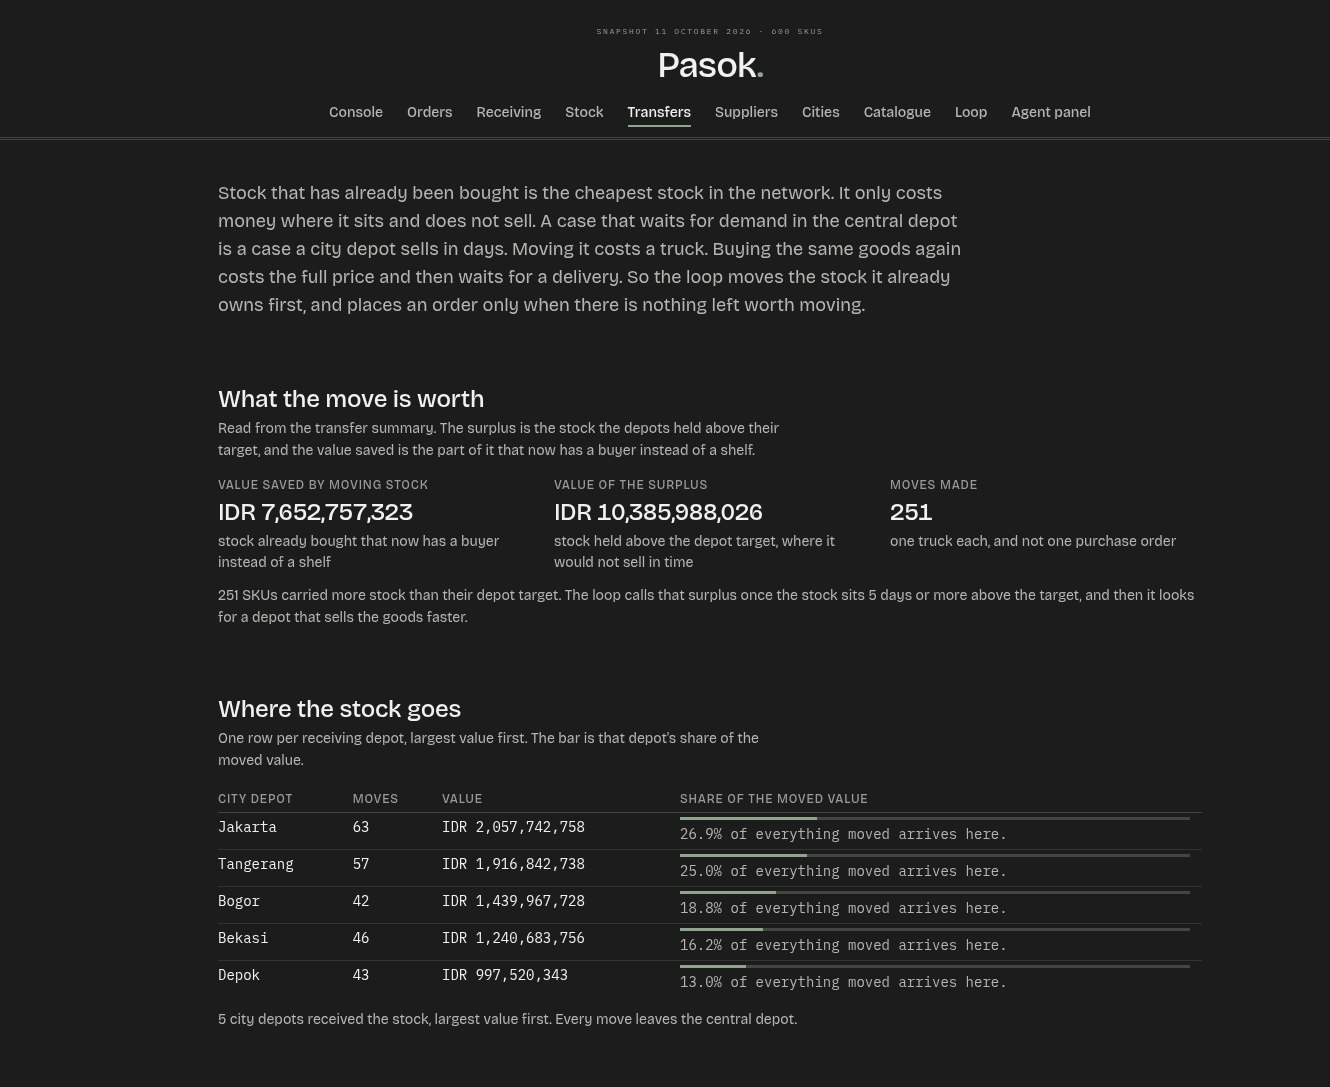 SNAPSHOT 11 OCTOBER 2026 · 600 SKUS
Pasok.
Console Orders Receiving Stock Transfers Suppliers Cities Catalogue Loop Agent panel
Stock that has already been bought is the cheapest stock in the network. It only costs
money where it sits and does not sell. A case that waits for demand in the central depot
is a case a city depot sells in days. Moving it costs a truck. Buying the same goods again
costs the full price and then waits for a delivery. So the loop moves the stock it already
owns first, and places an order only when there is nothing left worth moving.
What the move is worth
Read from the transfer summary. The surplus is the stock the depots held above their
target, and the value saved is the part of it that now has a buyer instead of a shelf.
VALUE SAVED BY MOVING STOCK
IDR 7,652,757,323
stock already bought that now has a buyer
instead of a shelf
VALUE OF THE SURPLUS
IDR 10,385,988,026
stock held above the depot target, where it
would not sell in time
MOVES MADE
251
one truck each, and not one purchase order
251 SKUs carried more stock than their depot target. The loop calls that surplus once the stock sits 5 days or more above the target, and then it looks
for a depot that sells the goods faster.
Where the stock goes
One row per receiving depot, largest value first. The bar is that depot's share of the
moved value.
CITY DEPOT MOVES VALUE SHARE OF THE MOVED VALUE
Jakarta 63 IDR 2,057,742,758 26.9% of everything moved arrives here.
Tangerang 57 IDR 1,916,842,738 25.0% of everything moved arrives here.
Bogor 42 IDR 1,439,967,728 18.8% of everything moved arrives here.
Bekasi 46 IDR 1,240,683,756 16.2% of everything moved arrives here.
Depok 43 IDR 997,520,343 13.0% of everything moved arrives here.
5 city depots received the stock, largest value first. Every move leaves the central depot.